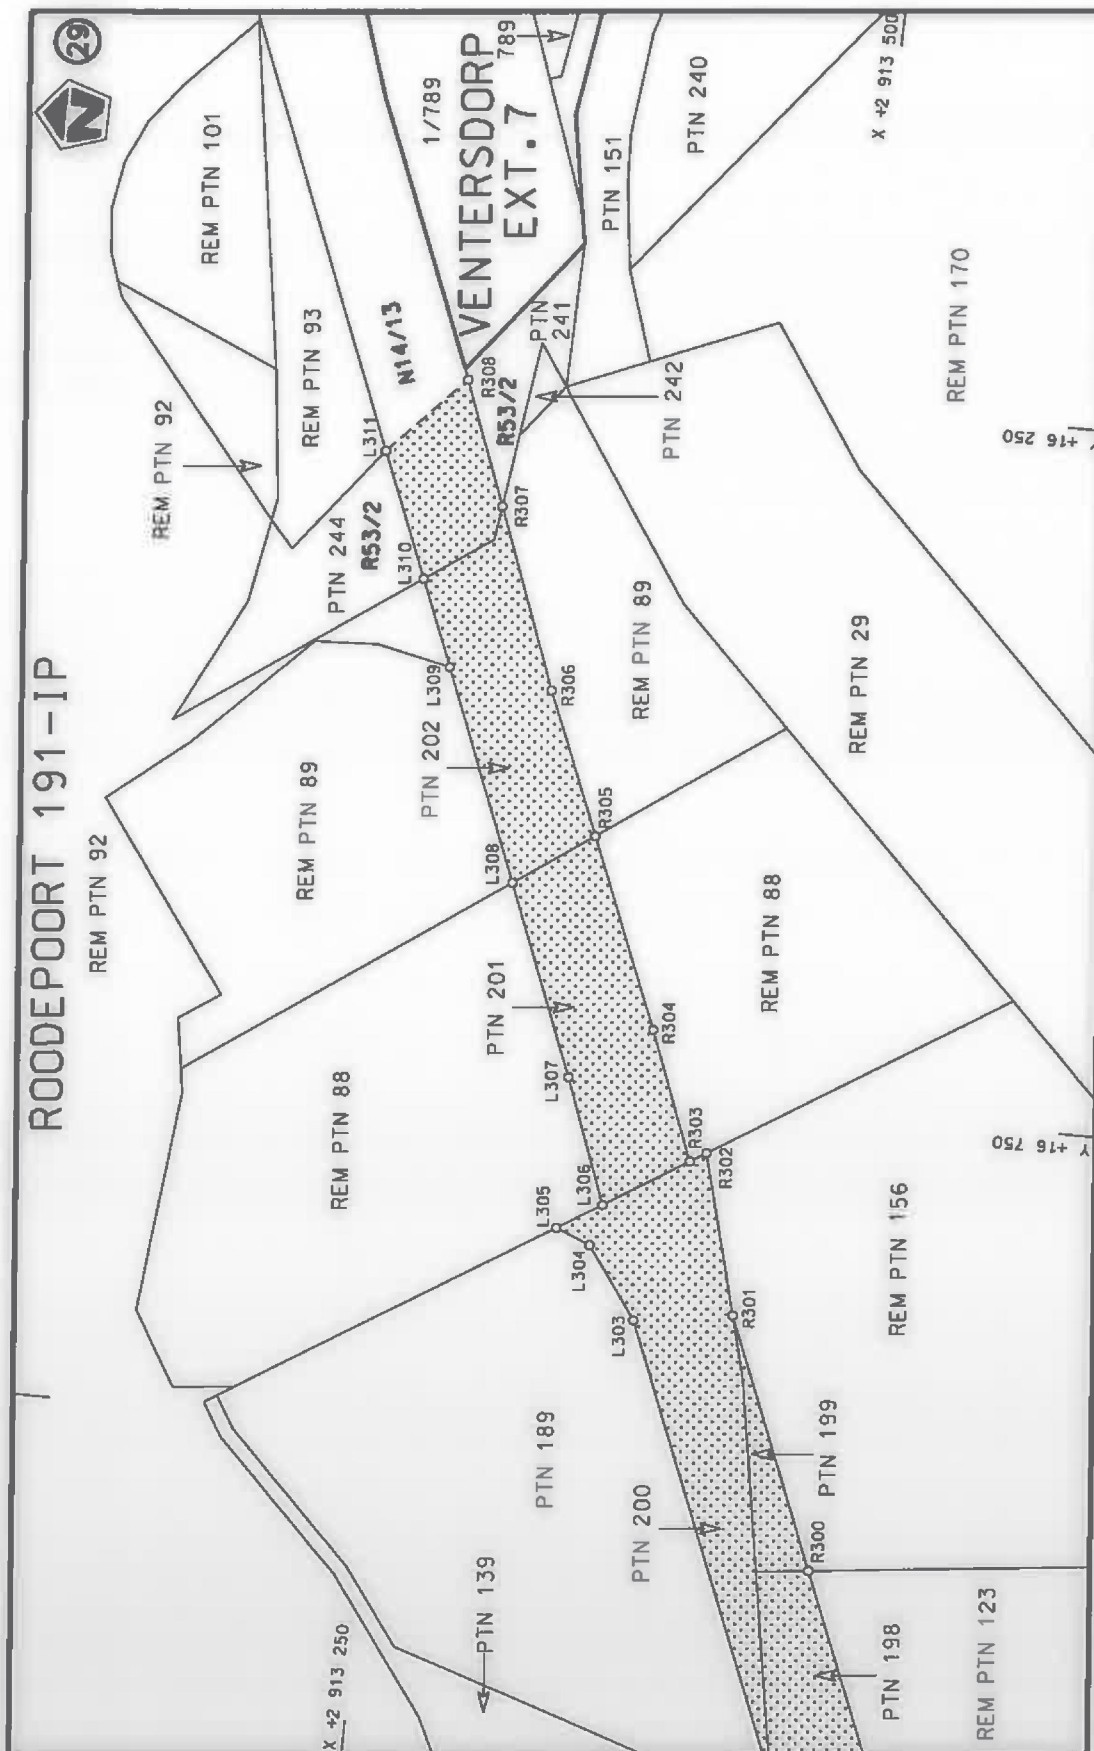 ROODEPOORT 191-IP
29
N
REM PTN 92
REM PTN 101
REM PTN 93
REM PTN 92
PTN 244
R53/2
N14/13
1/789
VENTERSDORP
EXT.7
789
PTN 151
PTN 240
X +2 913 500
REM PTN 170
PTN
241
PTN 242
R53/2
R308
L311
L310
R307
L309
R306
PTN 202
REM PTN 89
REM PTN 89
REM PTN 29
Y +16 250
L308
R305
PTN 201
REM PTN 88
REM PTN 88
L307
R304
L306
R303
R302
L305
L304
L303
R301
Y +16 750
REM PTN 156
PTN 189
PTN 199
PTN 200
R300
PTN 139
PTN 198
REM PTN 123
X +2 913 250